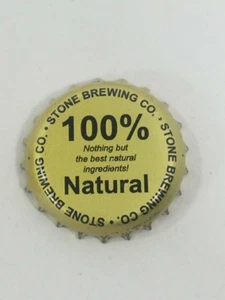 STONE BREWING CO. • STONE BREWING CO. • STONE BREWING CO. •
100%
Nothing but
the best natural
ingredients!
Natural